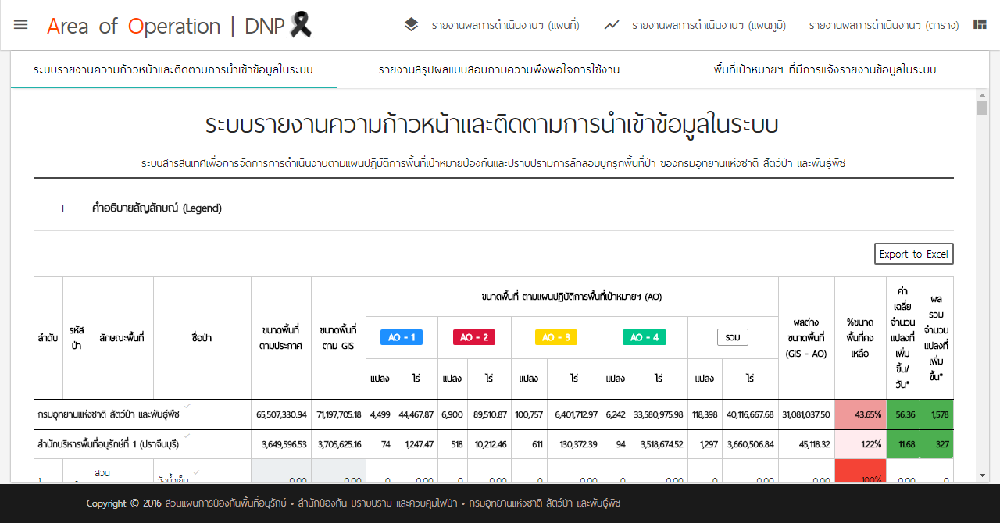 Area of Operation | DNP
รายงานผลการดำเนินงานฯ (แผนที่)
รายงานผลการดำเนินงานฯ (แผนภูมิ)
รายงานผลการดำเนินงานฯ (ตาราง)
ระบบรายงานความก้าวหน้าและติดตามการนำเข้าข้อมูลในระบบ
รายงานสรุปผลแบบสอบถามความพึงพอใจการใช้งาน
พื้นที่เป้าหมายฯ ที่มีการแจ้งรายงานข้อมูลในระบบ
ระบบรายงานความก้าวหน้าและติดตามการนำเข้าข้อมูลในระบบ
ระบบสารสนเทศเพื่อการจัดการการดำเนินงานตามแผนปฏิบัติการพื้นที่เป้าหมายป้องกันและปราบปรามการลักลอบบุกรุกพื้นที่ป่า ของกรมอุทยานแห่งชาติ สัตว์ป่า และพันธุ์พืช
+ คำอธิบายสัญลักษณ์ (Legend)
Export to Excel
ลำดับ
รหัส
ป่า
ลักษณะพื้นที่
ชื่อป่า
ขนาดพื้นที่
ตามประกาศ
ขนาดพื้นที่
ตาม GIS
ขนาดพื้นที่ ตามแผนปฏิบัติการพื้นที่เป้าหมายฯ (AO)
AO - 1
AO - 2
AO - 3
AO - 4
รวม
แปลง ไร่ แปลง ไร่ แปลง ไร่ แปลง ไร่ แปลง ไร่
ผลต่าง
ขนาดพื้นที่
(GIS - AO)
%ขนาด
พื้นที่คง
เหลือ
ค่า
เฉลี่ย
จำนวน
แปลงที่
เพิ่ม
ขึ้น/
วัน*
ผล
รวม
จำนวน
แปลงที่
เพิ่ม
ขึ้น*
กรมอุทยานแห่งชาติ สัตว์ป่า และพันธุ์พืช 65,507,330.94 71,197,705.18 4,499 44,467.87 6,900 89,510.87 100,757 6,401,712.97 6,242 33,580,975.98 118,398 40,116,667.68 31,081,037.50 43.65% 56.36 1,578
สำนักบริหารพื้นที่อนุรักษ์ที่ 1 (ปราจีนบุรี) 3,649,596.53 3,705,625.16 74 1,247.47 518 10,212.46 611 130,372.39 94 3,518,674.52 1,297 3,660,506.84 45,118.32 1.22% 11.68 327
1 - สวน วังน้ำเย็น 0.00 0.00 0 0.00 0 0.00 0 0.00 0 0.00 0 0.00 0.00 100% 0.00 0
Copyright © 2016 ส่วนแผนการป้องกันพื้นที่อนุรักษ์ • สำนักป้องกัน ปราบปราม และควบคุมไฟป่า • กรมอุทยานแห่งชาติ สัตว์ป่า และพันธุ์พืช